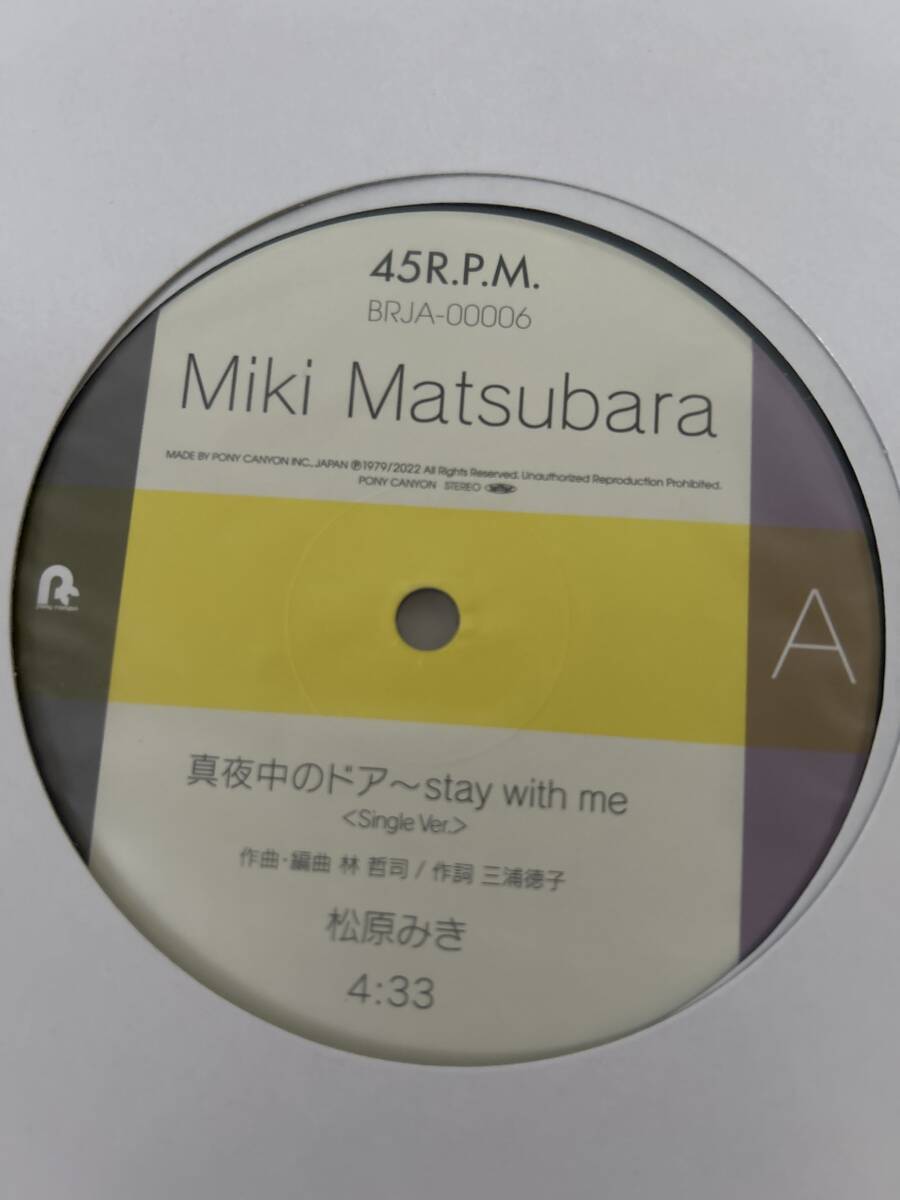 45R.P.M.
BRJA-00006
Miki Matsubara
MADE BY PONY CANYON INC., JAPAN ℗1979/2022 All Rights Reserved. Unauthorized Reproduction Prohibited.
PONY CANYON STEREO
A
真夜中のドア～stay with me
<Single Ver.>
作曲・編曲 林 哲司 / 作詞 三浦徳子
松原みき
4:33